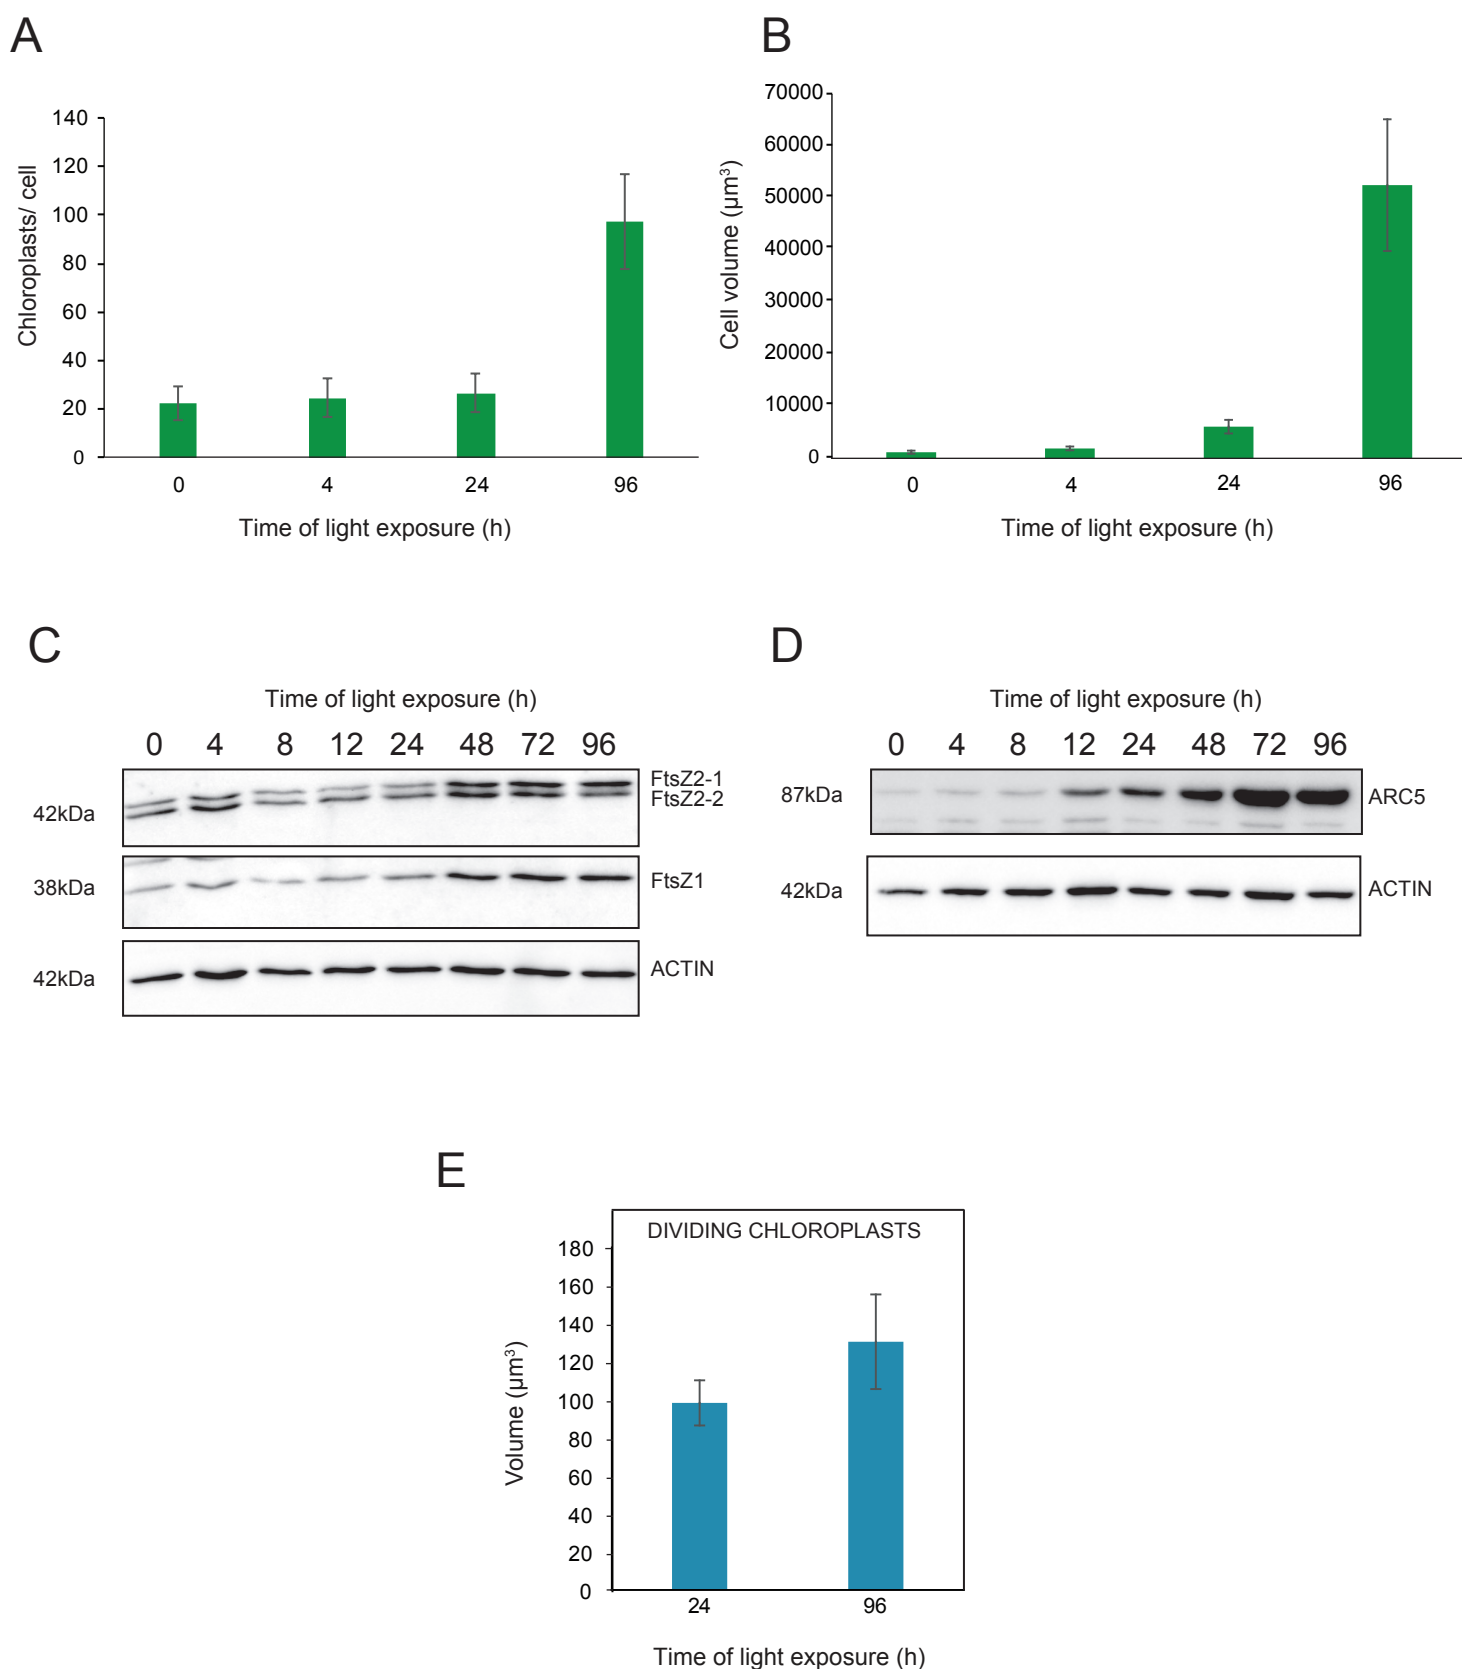 A
140
120
100
80
60
40
20
0
Chloroplasts/ cell
0 4 24 96
Time of light exposure (h)
B
70000
60000
50000
40000
30000
20000
10000
0
Cell volume (µm³)
0 4 24 96
Time of light exposure (h)
C
Time of light exposure (h)
0 4 8 12 24 48 72 96
FtsZ2-1
FtsZ2-2
42kDa
38kDa
FtsZ1
42kDa
ACTIN
D
Time of light exposure (h)
0 4 8 12 24 48 72 96
87kDa
ARC5
42kDa
ACTIN
E
DIVIDING CHLOROPLASTS
180
160
140
120
100
80
60
40
20
0
Volume (µm³)
24 96
Time of light exposure (h)